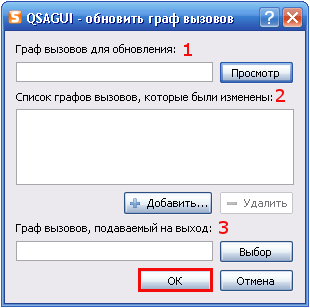 QSAGUI - обновить граф вызовов
Граф вызовов для обновления: 1
Просмотр
Список графов вызовов, которые были изменены: 2
Добавить... Удалить
Граф вызовов, подаваемый на выход: 3
Выбор
OK Отмена